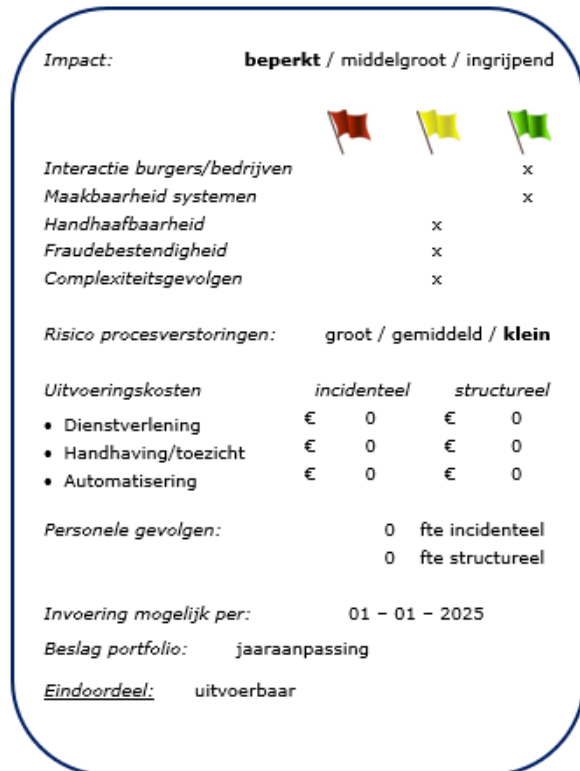 Impact: beperkt / middelgroot / ingrijpend
Interactie burgers/bedrijven x
Maakbaarheid systemen x
Handhaafbaarheid x
Fraudebestendigheid x
Complexiteitsgevolgen x
Risico procesverstoringen: groot / gemiddeld / klein
Uitvoeringskosten incidenteel structureel
• Dienstverlening € 0 € 0
• Handhaving/toezicht € 0 € 0
• Automatisering € 0 € 0
Personele gevolgen: 0 fte incidenteel
0 fte structureel
Invoering mogelijk per: 01 – 01 – 2025
Beslag portfolio: jaaraanpassing
Eindoordeel: uitvoerbaar